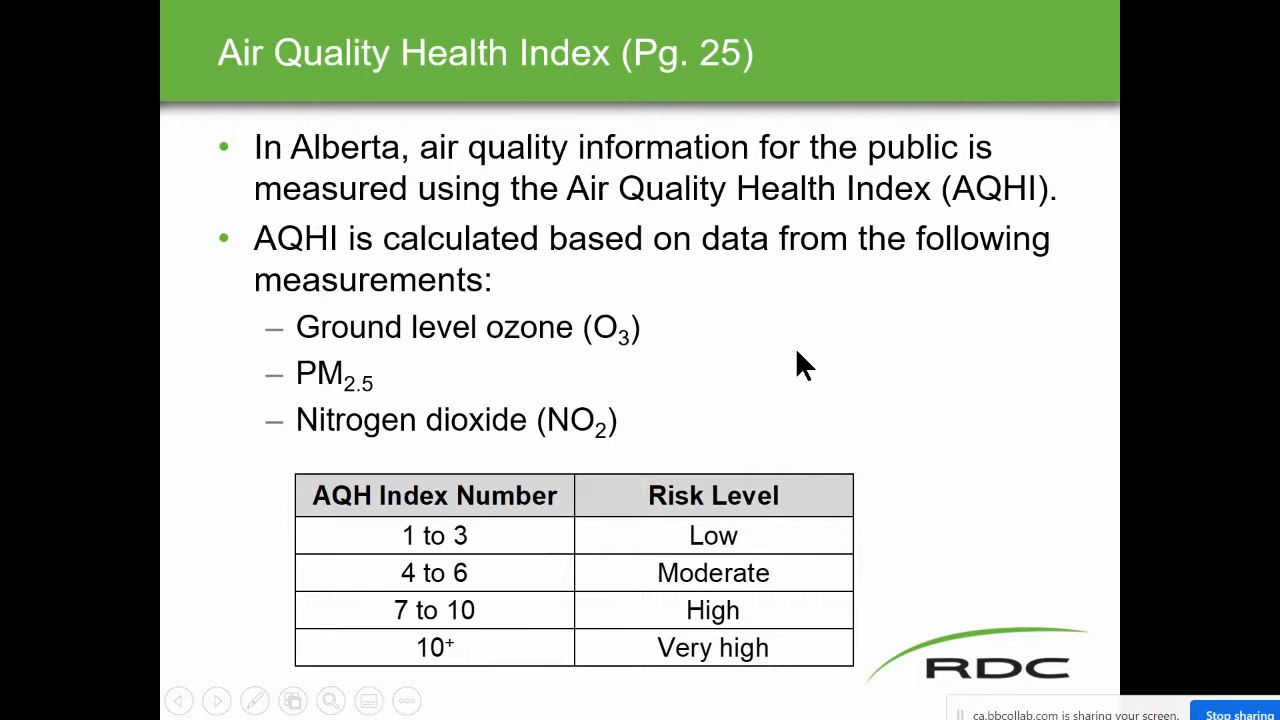 Air Quality Health Index (Pg. 25)
• In Alberta, air quality information for the public is
measured using the Air Quality Health Index (AQHI).
• AQHI is calculated based on data from the following
measurements:
– Ground level ozone (O₃)
– PM₂.₅
– Nitrogen dioxide (NO₂)
AQH Index Number Risk Level
1 to 3 Low
4 to 6 Moderate
7 to 10 High
10⁺ Very high
RDC
ca.bbcollab.com is sharing your screen. Stop sharing